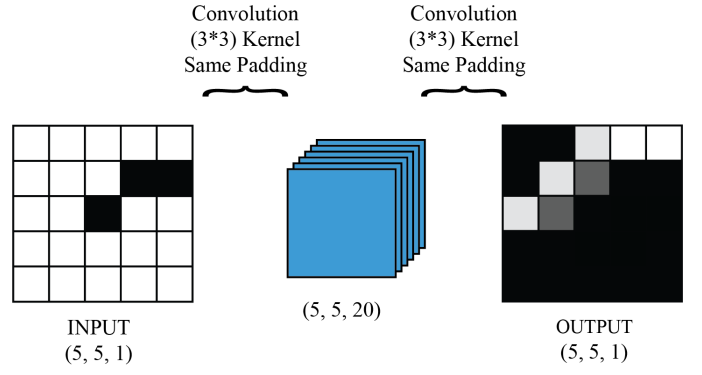 Convolution
(3*3) Kernel
Same Padding
Convolution
(3*3) Kernel
Same Padding
INPUT
(5, 5, 1)
(5, 5, 20)
OUTPUT
(5, 5, 1)